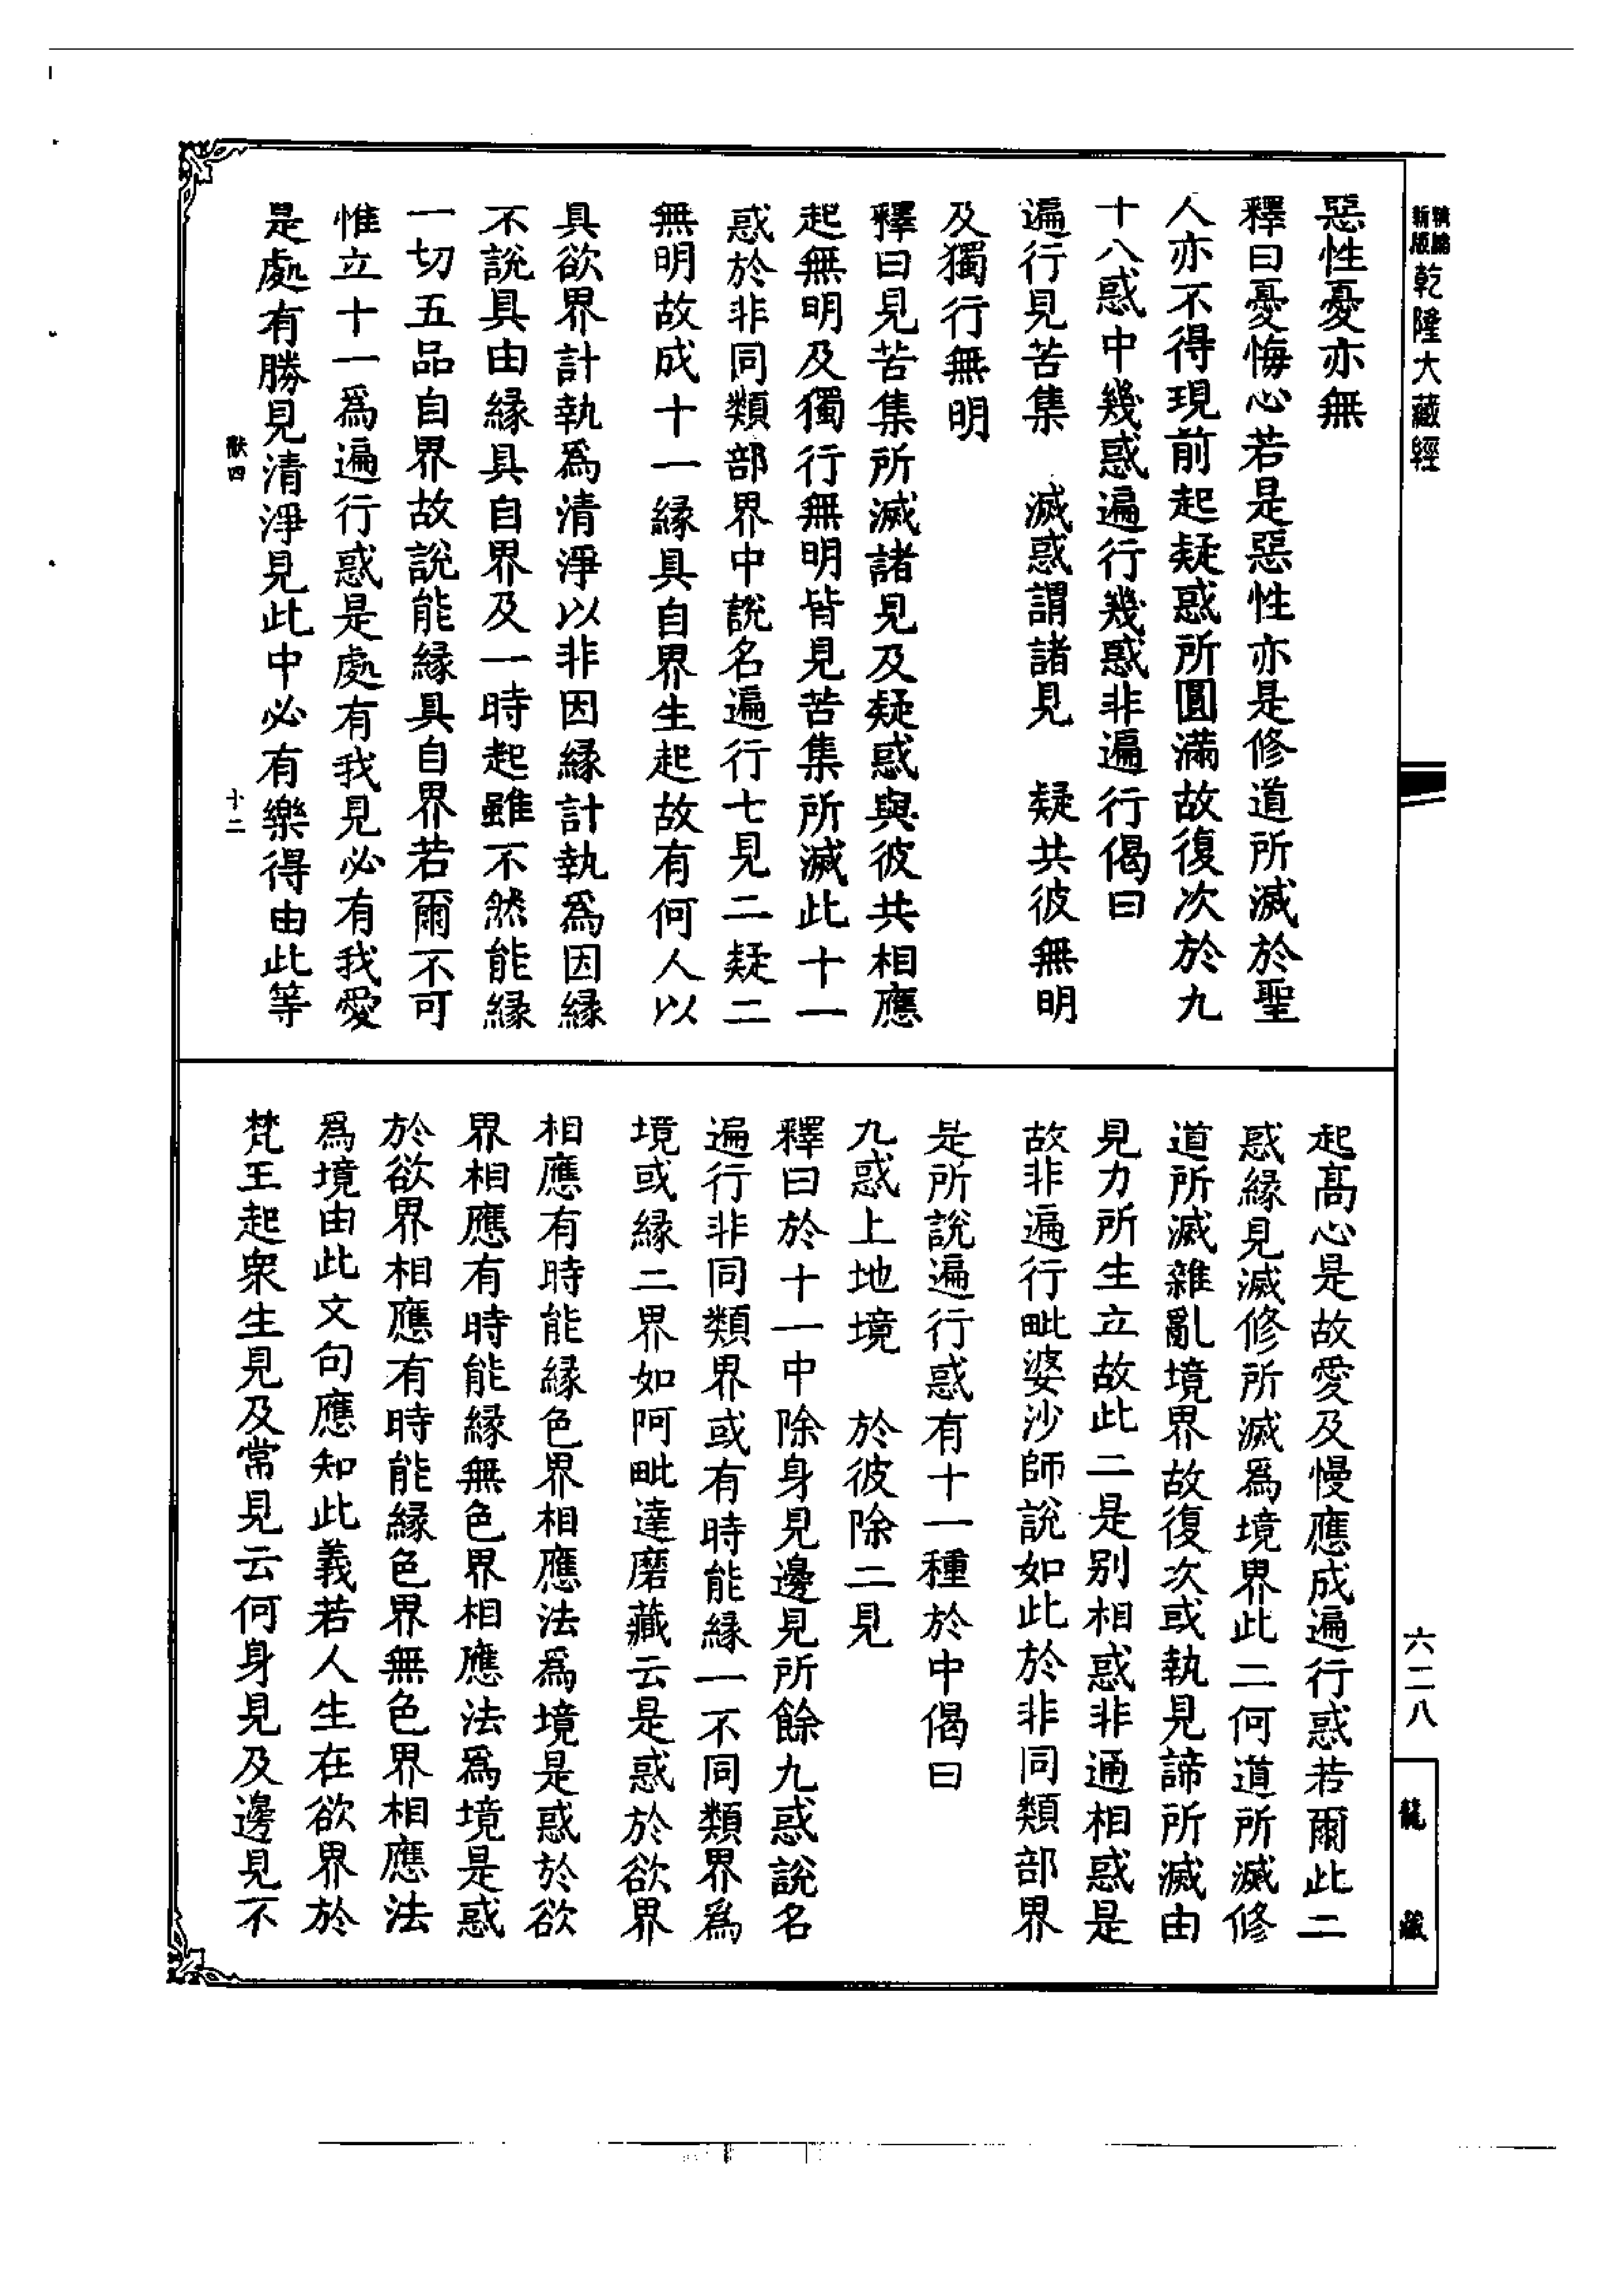 新編
縮版
乾隆大藏經
惡性憂亦無
釋曰憂悔心若是惡性亦是修道所滅於聖
人亦不得現前起疑惑所圓滿故復次於九
十八惑中幾惑遍行幾惑非遍行偈曰
遍行見苦集　滅惑謂諸見　疑共彼無明
及獨行無明
釋曰見苦集所滅諸見及疑惑與彼共相應
起無明及獨行無明皆見苦集所滅此十一
惑於非同類部界中說名遍行七見二疑二
無明故成十一緣具自界生起故有何人以
具欲界計執為清淨以非因緣計執為因緣
不說具由緣具自界及一時起雖不然能緣
一切五品自界故說能緣具自界若爾不可
惟立十一為遍行惑是處有我見必有我愛
是處有勝見清淨見此中必有樂得由此等
獸四
十二
起高心是故愛及慢應成遍行惑若爾此二
惑緣見滅修所滅為境界此二何道所滅修
道所滅雜亂境界故復次或執見諦所滅由
見力所生立故此二是別相惑非通相惑是
故非遍行毗婆沙師說如此於非同類部界
是所說遍行惑有十一種於中偈曰
九惑上地境　於彼除二見
釋曰於十一中除身見邊見所餘九惑說名
遍行非同類界或有時能緣一不同類界為
境或緣二界如阿毗達磨藏云是惑於欲界
相應有時能緣色界相應法為境是惑於欲
界相應有時能緣無色界相應法為境是惑
於欲界相應有時能緣色界無色界相應法
為境由此文句應知此義若人生在欲界於
梵王起眾生見及常見云何身見及邊見不
六二八
龍藏